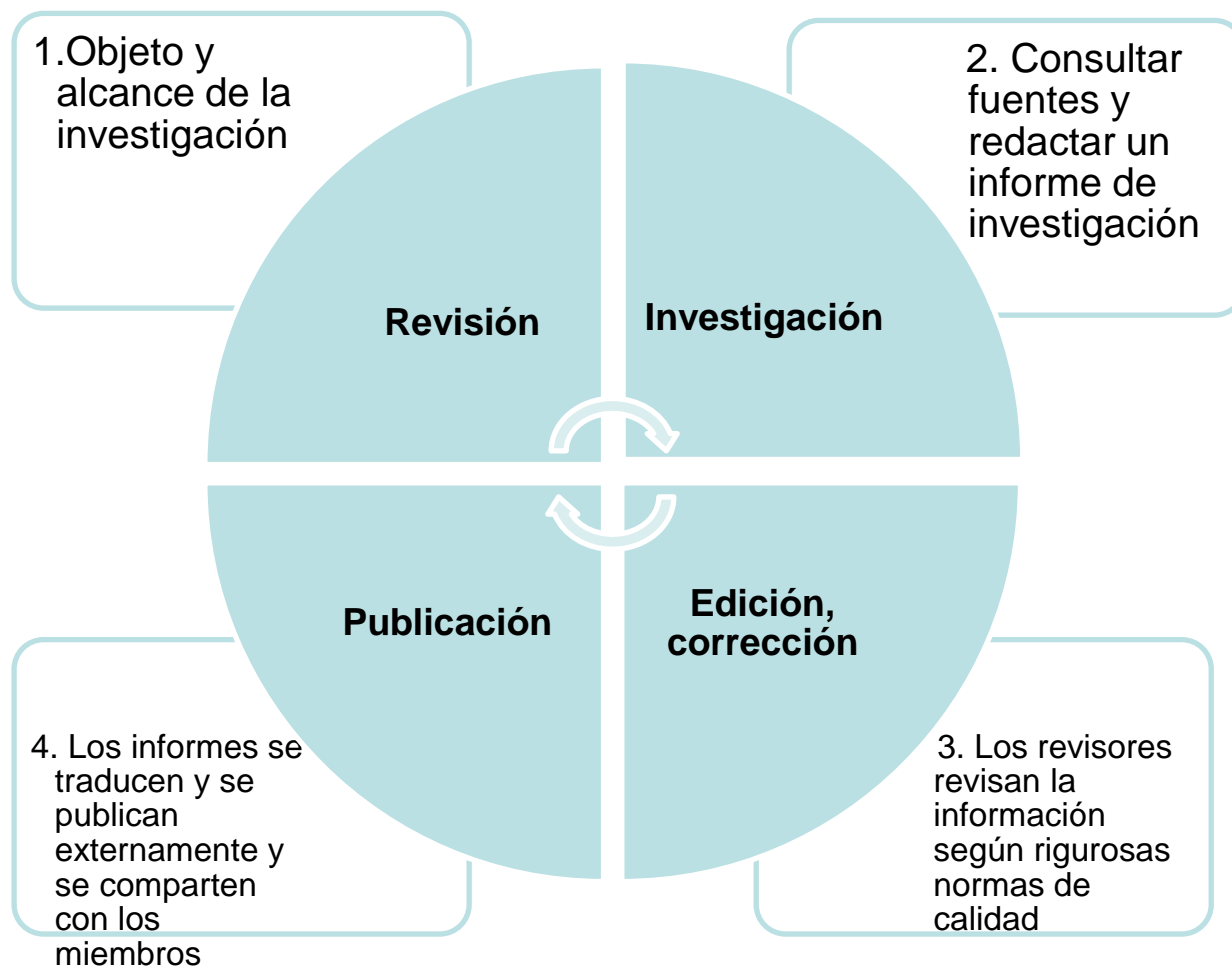 1.Objeto y
alcance de la
investigación
2. Consultar
fuentes y
redactar un
informe de
investigación
Revisión
Investigación
Publicación
Edición,
corrección
4. Los informes se
traducen y se
publican
externamente y
se comparten
con los
miembros
3. Los revisores
revisan la
información
según rigurosas
normas de
calidad